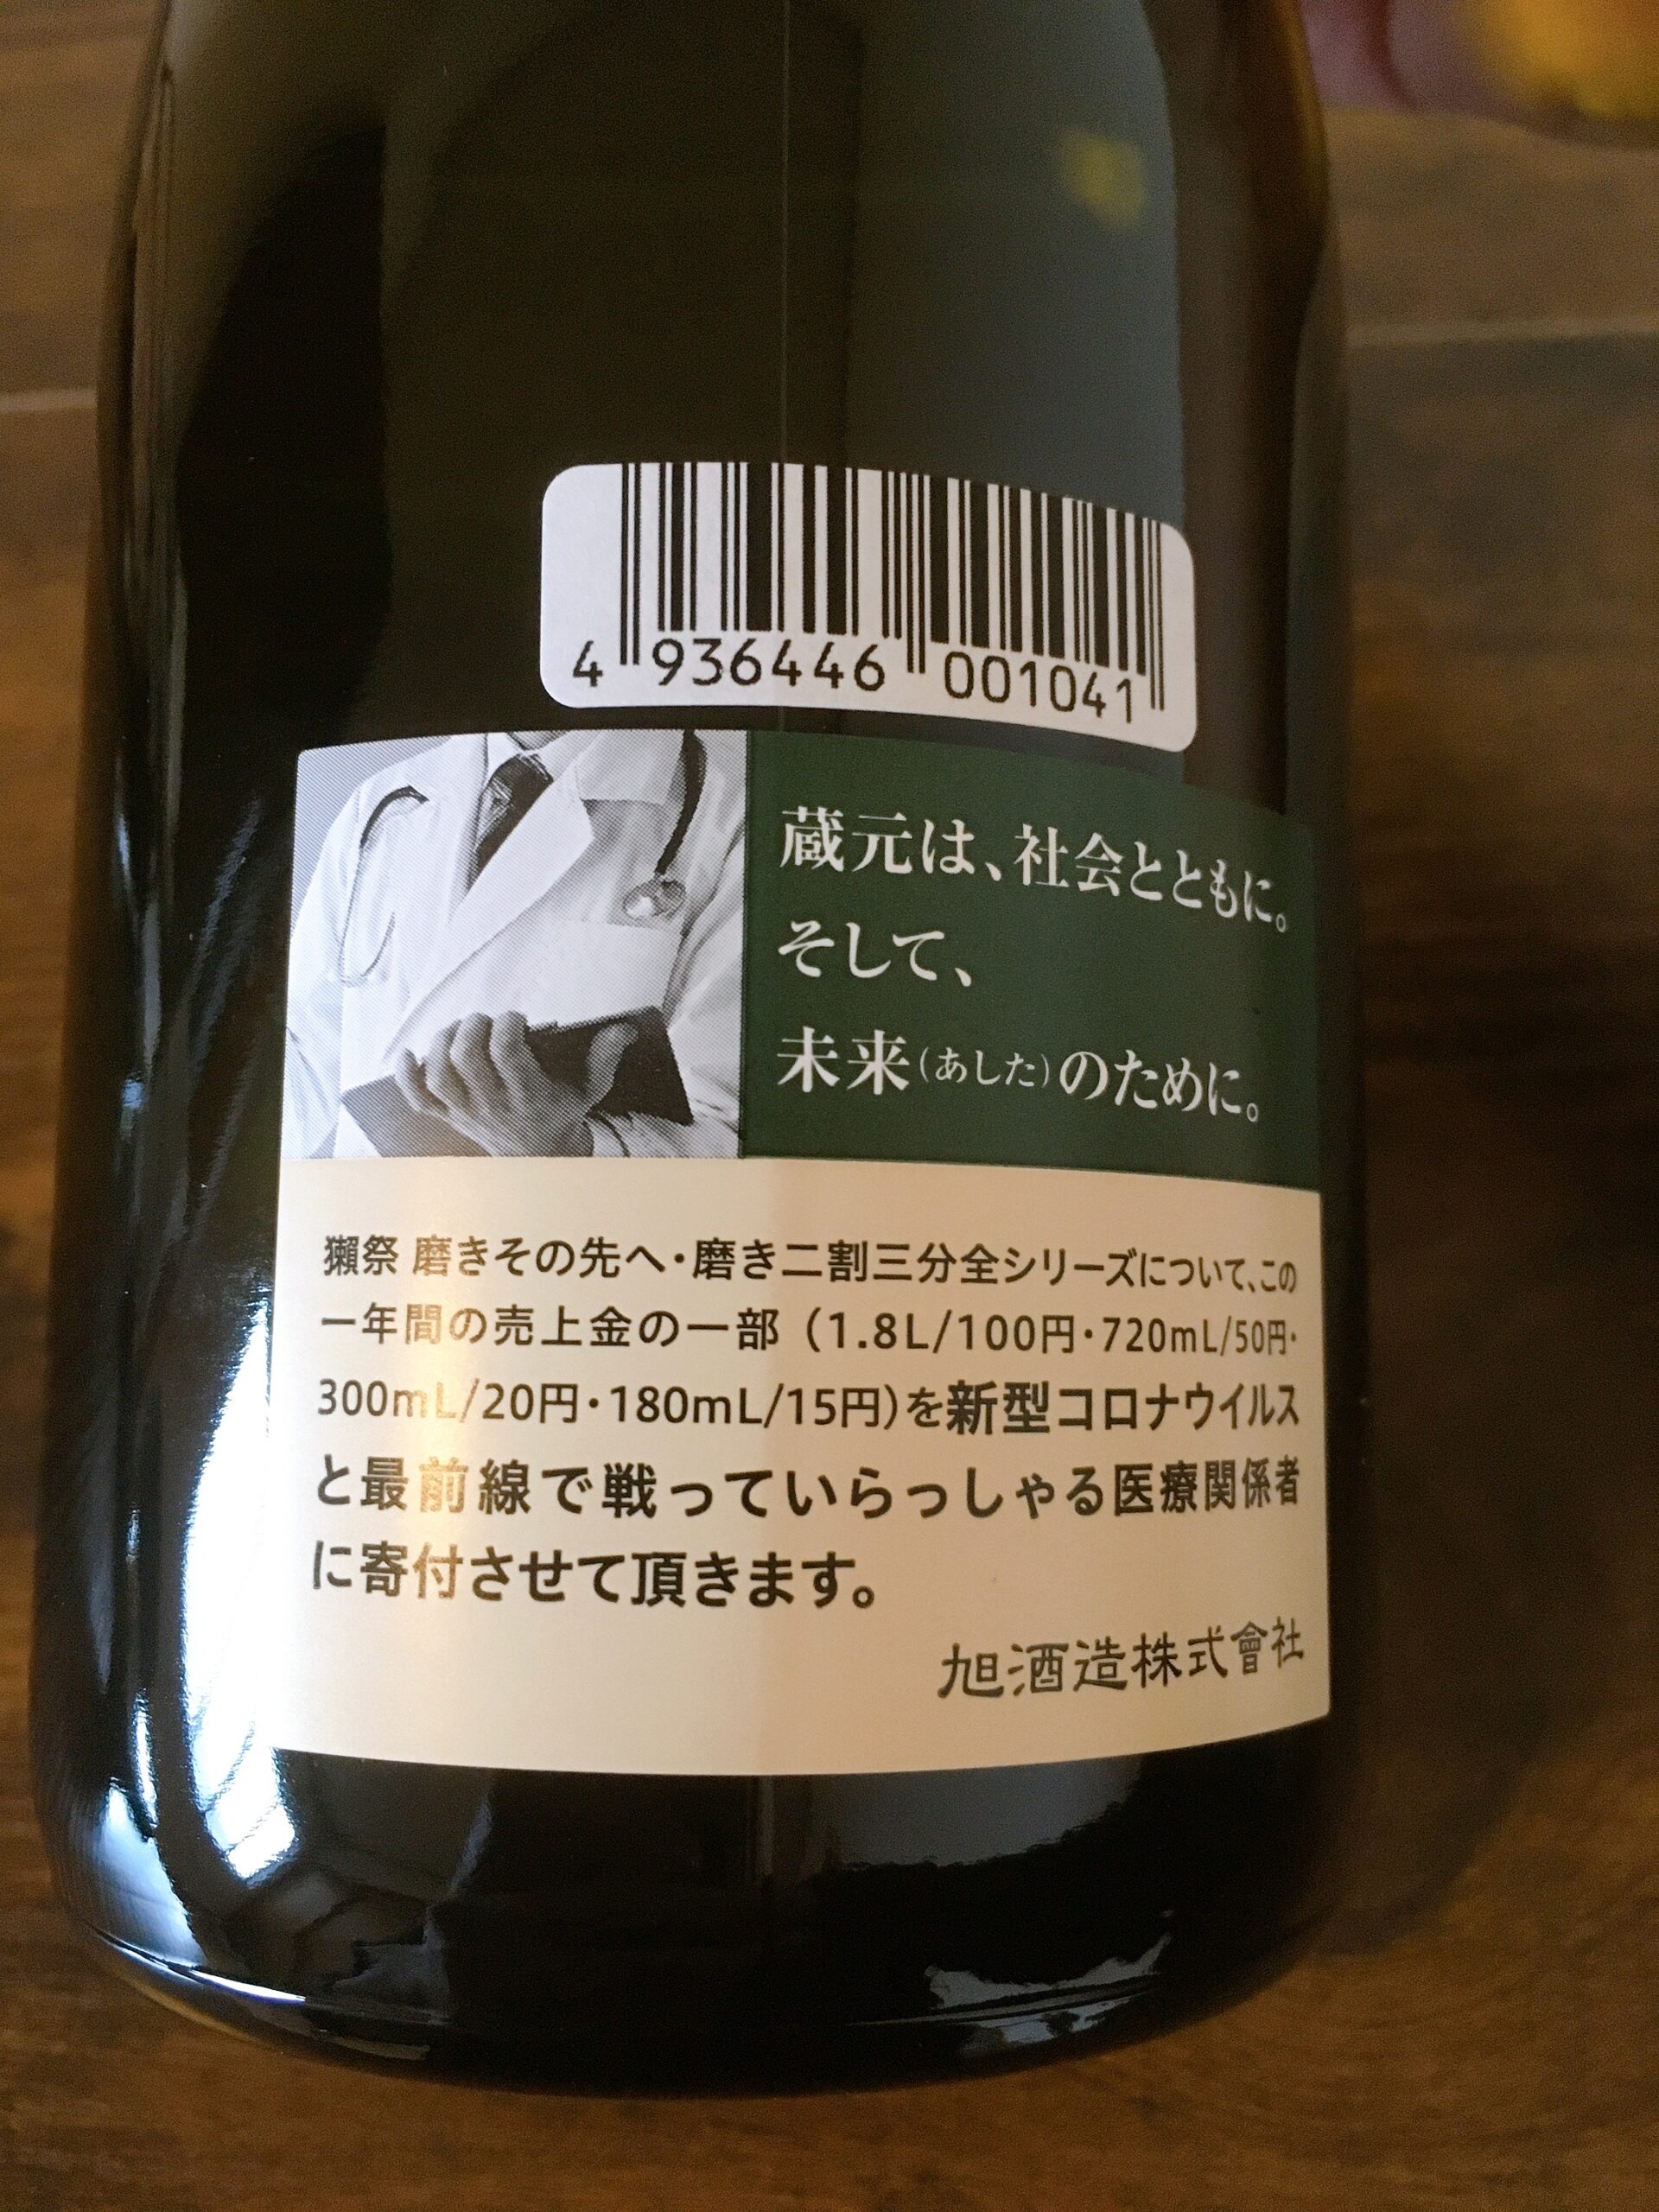 4 936446 001041
蔵元は、社会とともに。
そして、
未来(あした)のために。
獺祭 磨きその先へ・磨き二割三分全シリーズについて、この
一年間の売上金の一部（1.8L/100円・720mL/50円・
300mL/20円・180mL/15円）を新型コロナウイルス
と最前線で戦っていらっしゃる医療関係者
に寄付させて頂きます。
旭酒造株式會社